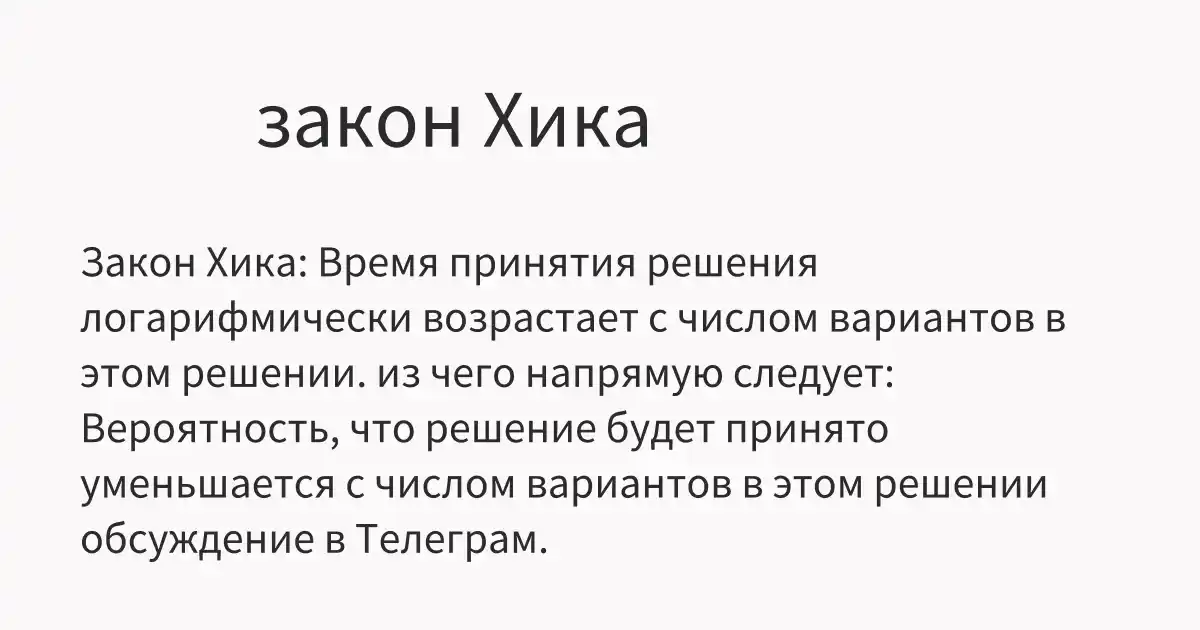 закон Хика
Закон Хика: Время принятия решения
логарифмически возрастает с числом вариантов в
этом решении. из чего напрямую следует:
Вероятность, что решение будет принято
уменьшается с числом вариантов в этом решении
обсуждение в Телеграм.